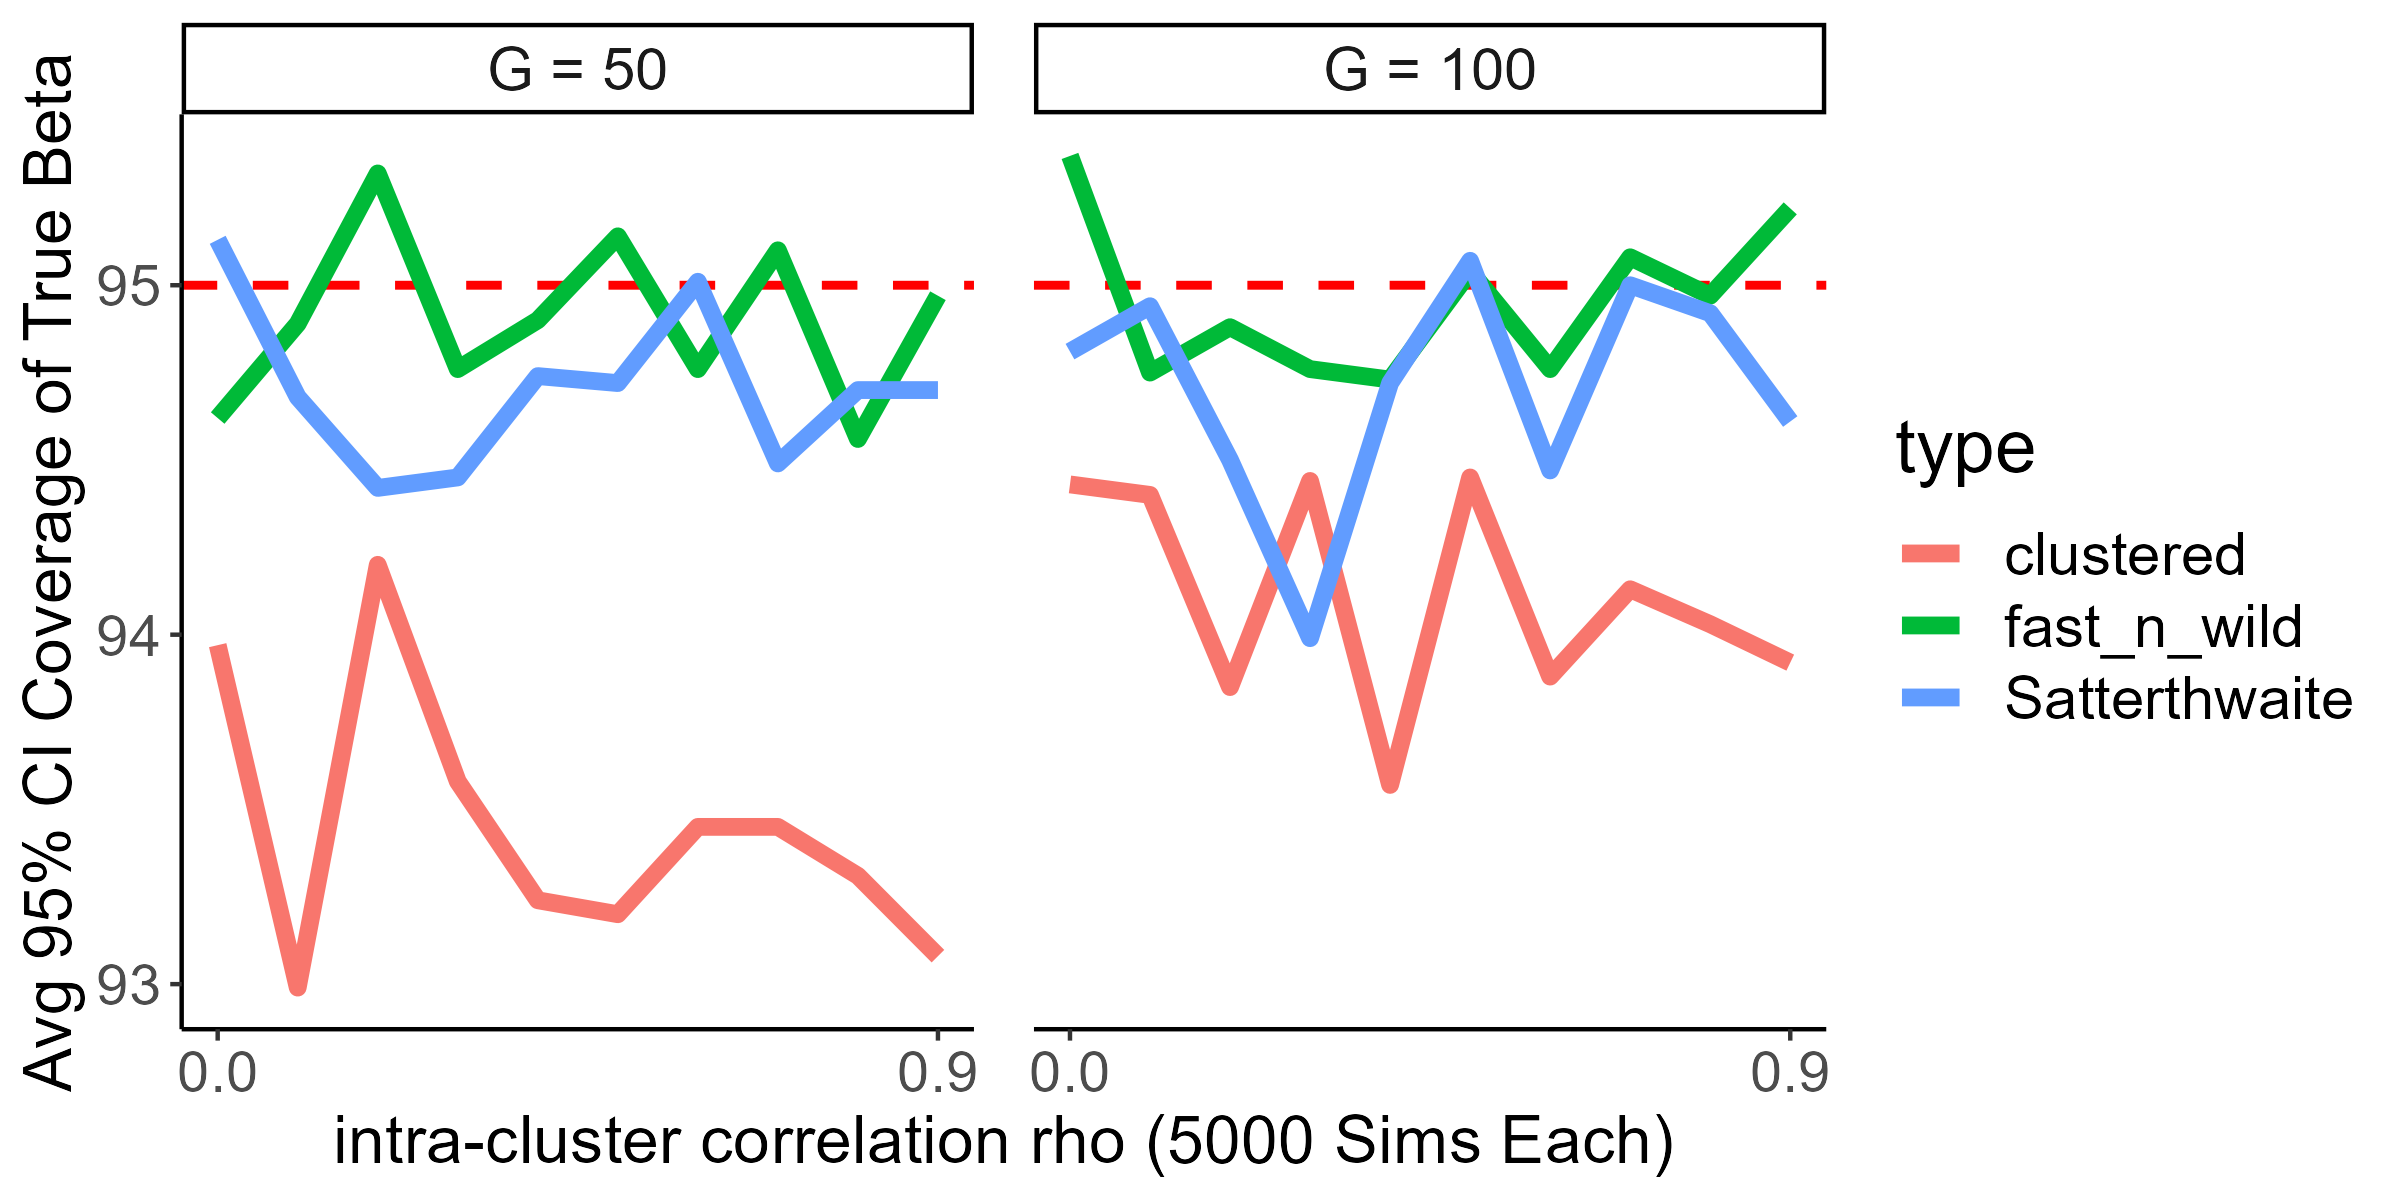 G = 50
G = 100
Avg 95% CI Coverage of True Beta
95
94
93
0.0
0.9
0.0
0.9
intra-cluster correlation rho (5000 Sims Each)
type
clustered
fast_n_wild
Satterthwaite